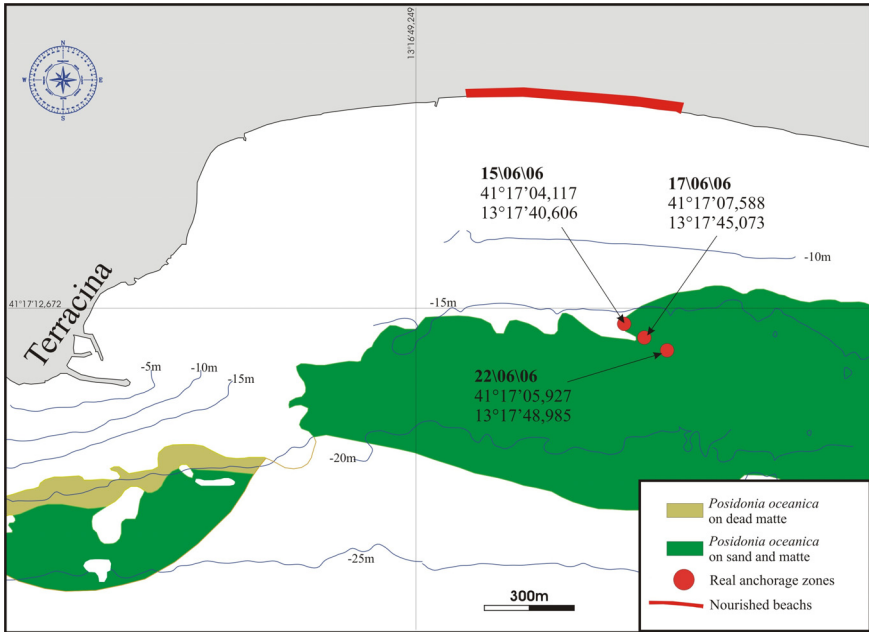 N
W
E
S
13°16'49,249
15\06\06
41°17'04,117
13°17'40,606
17\06\06
41°17'07,588
13°17'45,073
-10m
41°17'12,672
-15m
Terracina
-5m
-10m
-15m
22\06\06
41°17'05,927
13°17'48,985
-20m
-25m
300m
Posidonia oceanica
on dead matte
Posidonia oceanica
on sand and matte
Real anchorage zones
Nourished beachs